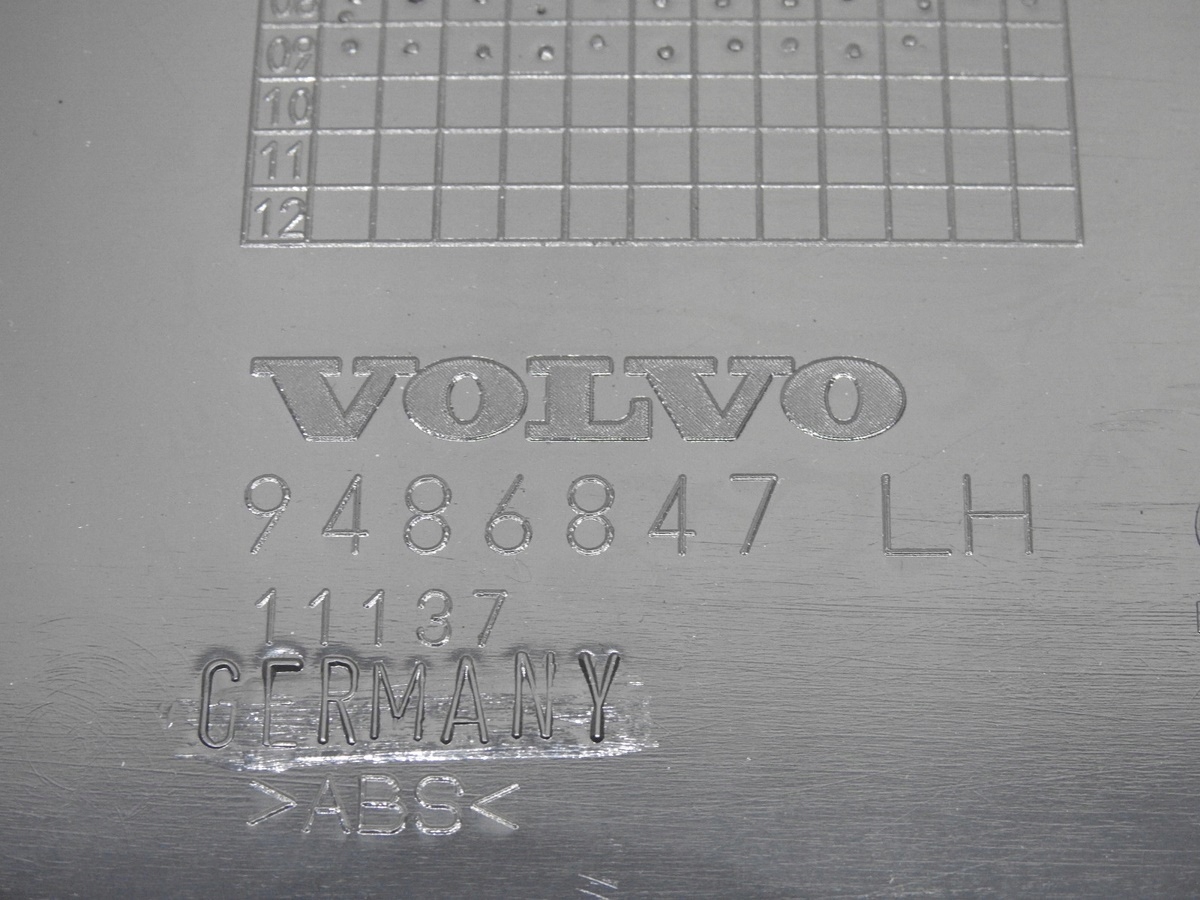 09
10
11
12
VOLVO
9486847 LH
11137
GERMANY
>ABS<